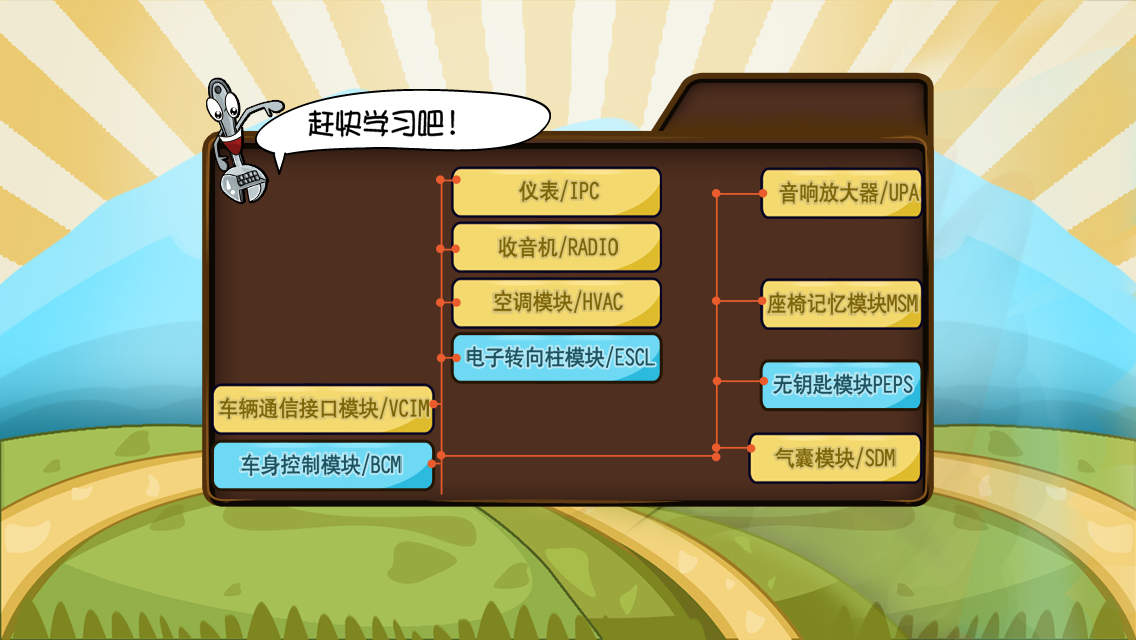 赶快学习吧！
仪表/IPC
收音机/RADIO
空调模块/HVAC
电子转向柱模块/ESCL
车辆通信接口模块/VCIM
车身控制模块/BCM
音响放大器/UPA
座椅记忆模块MSM
无钥匙模块PEPS
气囊模块/SDM